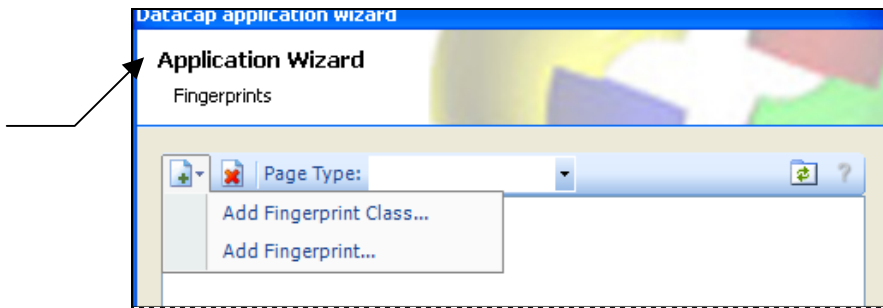 Datacap application wizard
Application Wizard
Fingerprints
Page Type:
?
Add Fingerprint Class...
Add Fingerprint...